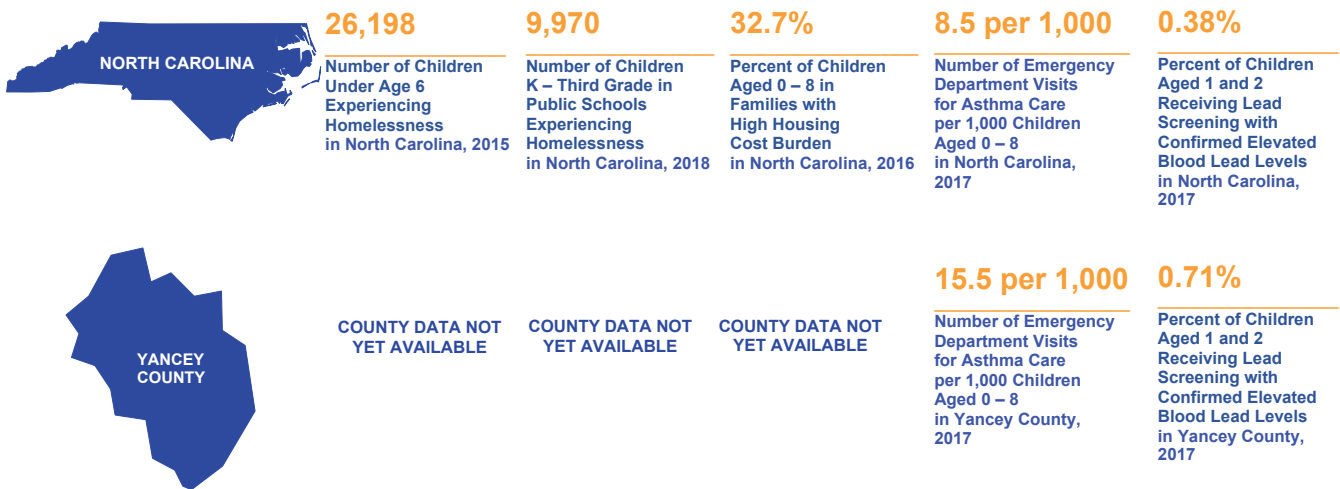 NORTH CAROLINA
26,198
Number of Children
Under Age 6
Experiencing
Homelessness
in North Carolina, 2015
9,970
Number of Children
K – Third Grade in
Public Schools
Experiencing
Homelessness
in North Carolina, 2018
32.7%
Percent of Children
Aged 0 – 8 in
Families with
High Housing
Cost Burden
in North Carolina, 2016
8.5 per 1,000
Number of Emergency
Department Visits
for Asthma Care
per 1,000 Children
Aged 0 – 8
in North Carolina,
2017
0.38%
Percent of Children
Aged 1 and 2
Receiving Lead
Screening with
Confirmed Elevated
Blood Lead Levels
in North Carolina,
2017
YANCEY
COUNTY
COUNTY DATA NOT
YET AVAILABLE
COUNTY DATA NOT
YET AVAILABLE
COUNTY DATA NOT
YET AVAILABLE
15.5 per 1,000
Number of Emergency
Department Visits
for Asthma Care
per 1,000 Children
Aged 0 – 8
in Yancey County,
2017
0.71%
Percent of Children
Aged 1 and 2
Receiving Lead
Screening with
Confirmed Elevated
Blood Lead Levels
in Yancey County,
2017